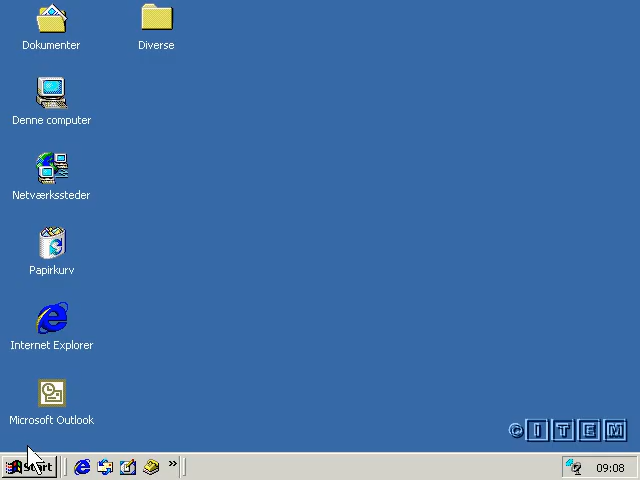 Dokumenter
Diverse
Denne computer
Netværkssteder
Papirkurv
Internet Explorer
Microsoft Outlook
© ITEM
Start
»
09:08